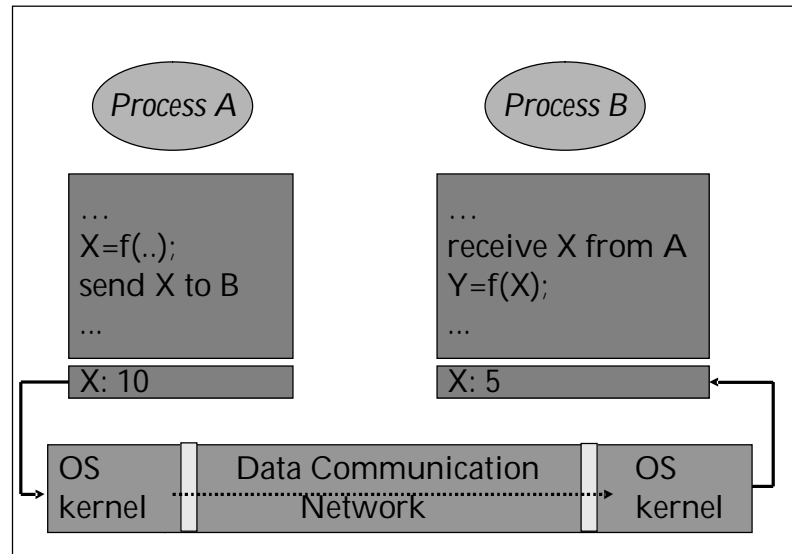 Process A
Process B
...
X=f(..);
send X to B
...
X: 10
...
receive X from A
Y=f(X);
...
X: 5
OS
kernel
Data Communication
Network
OS
kernel